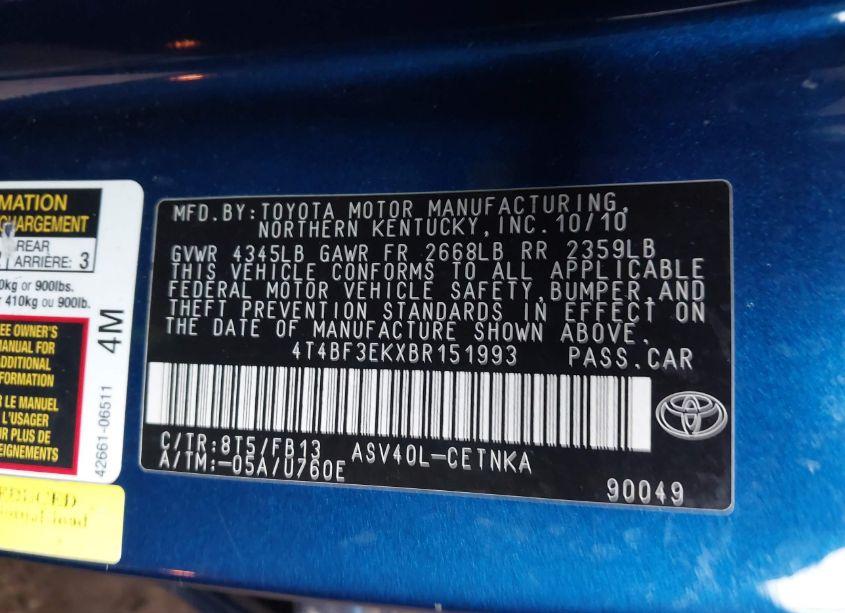 MATION
CHARGEMENT
REAR
ARRIÈRE: 3
kg or 900lbs.
410kg ou 900lb.
EE OWNER'S
MANUAL FOR
ADDITIONAL
FORMATION
R LE MANUEL
L'USAGER
UR PLUS DE
EIGNEMENTS
4M
42661-06511
MFD.BY:TOYOTA MOTOR MANUFACTURING,
NORTHERN KENTUCKY,INC.10/10
GVWR 4345LB GAWR FR 2668LB RR 2359LB
THIS VEHICLE CONFORMS TO ALL APPLICABLE
FEDERAL MOTOR VEHICLE SAFETY,BUMPER,AND
THEFT PREVENTION STANDARDS IN EFFECT ON
THE DATE OF MANUFACTURE SHOWN ABOVE.
4T4BF3EKXBR151993 PASS.CAR
C/TR:8T5/FB13
A/TM:-05A/U760E
ASV40L-CETNKA
90049